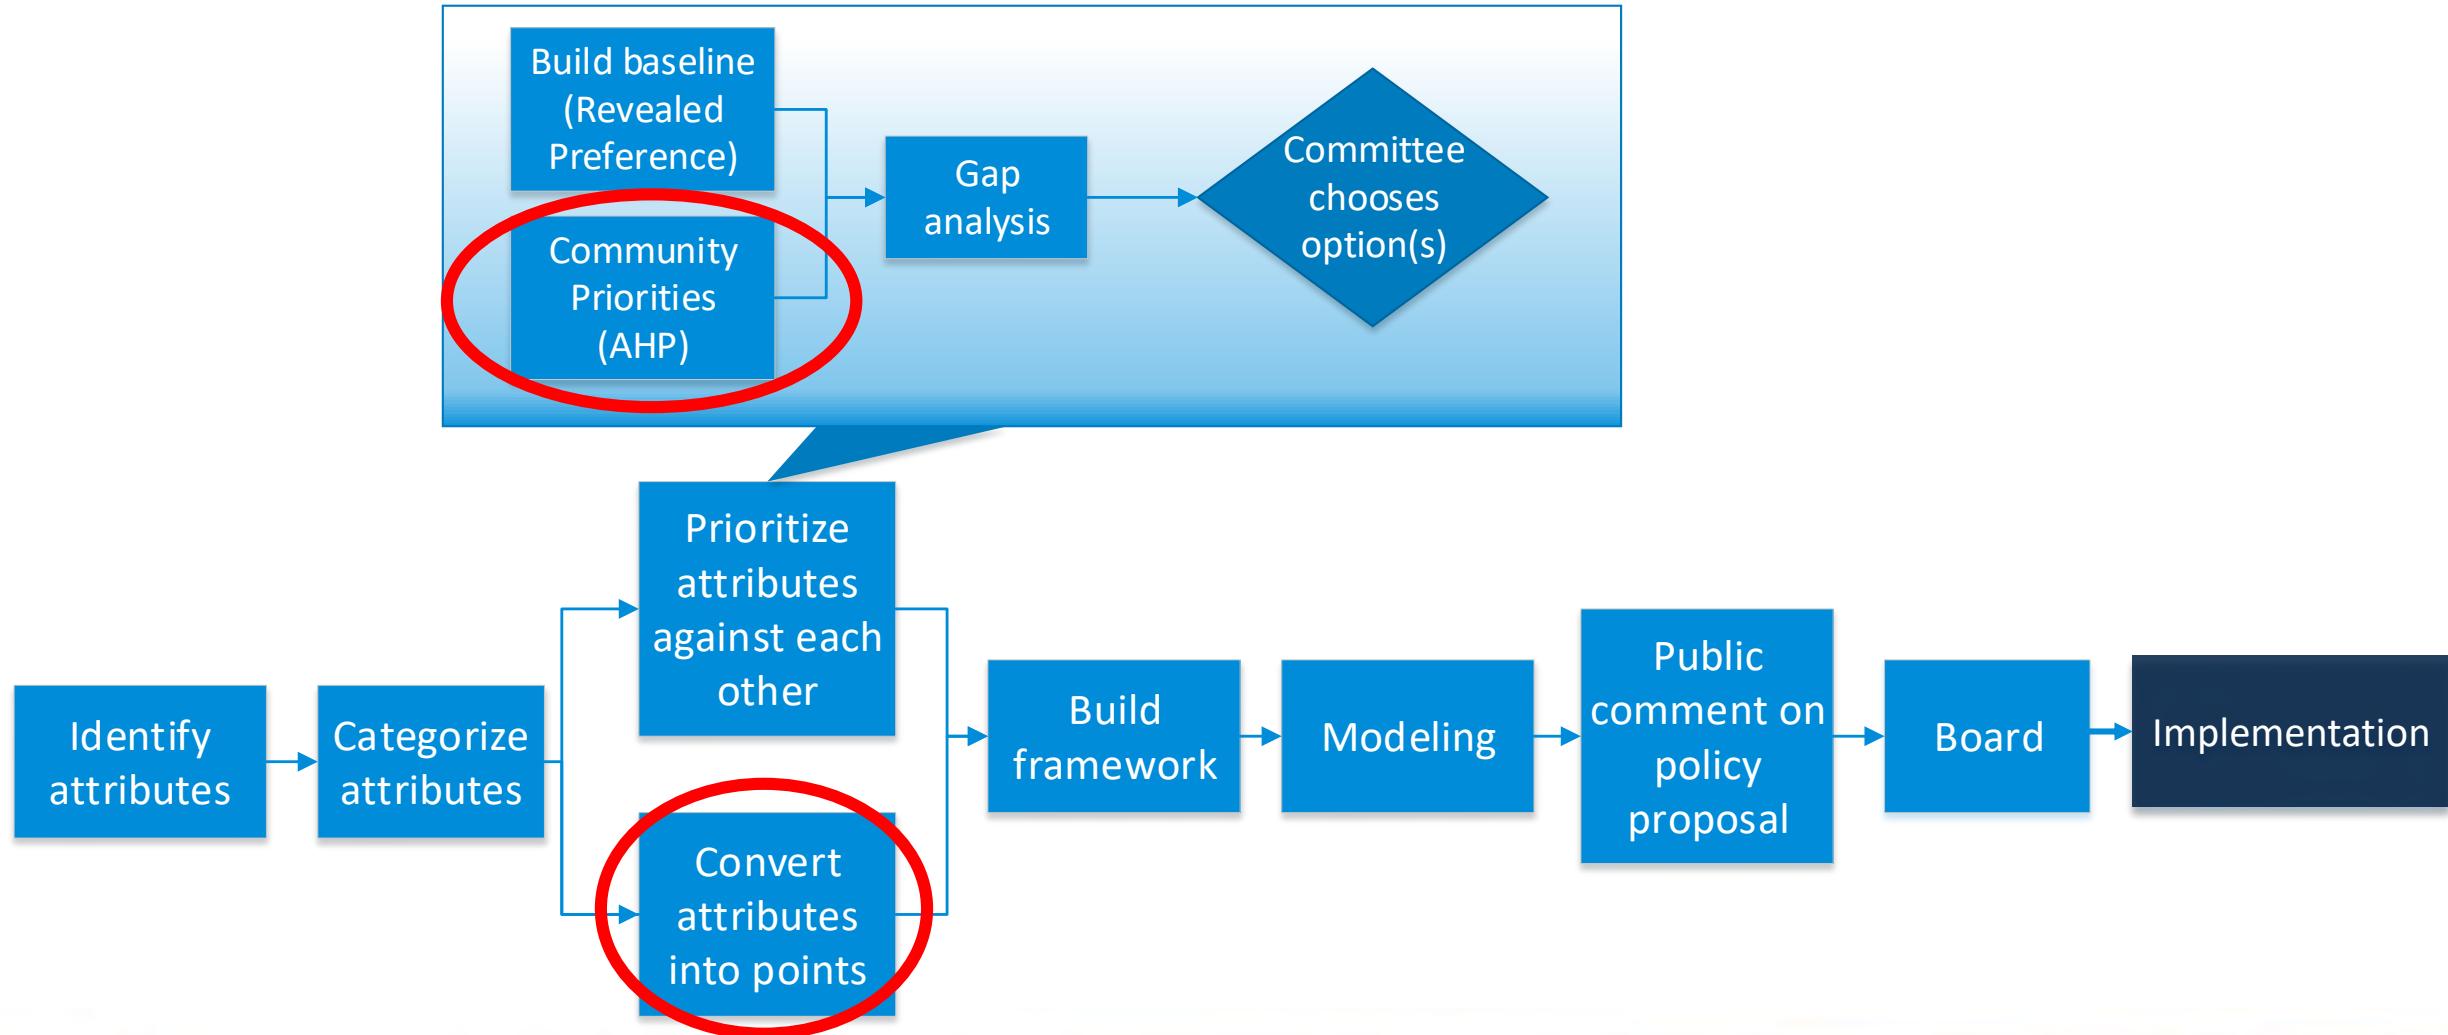 Build baseline
(Revealed
Preference)
Community
Priorities
(AHP)
Gap
analysis
Committee
chooses
option(s)
Identify
attributes
Categorize
attributes
Prioritize
attributes
against each
other
Convert
attributes
into points
Build
framework
Modeling
Public
comment on
policy
proposal
Board
Implementation